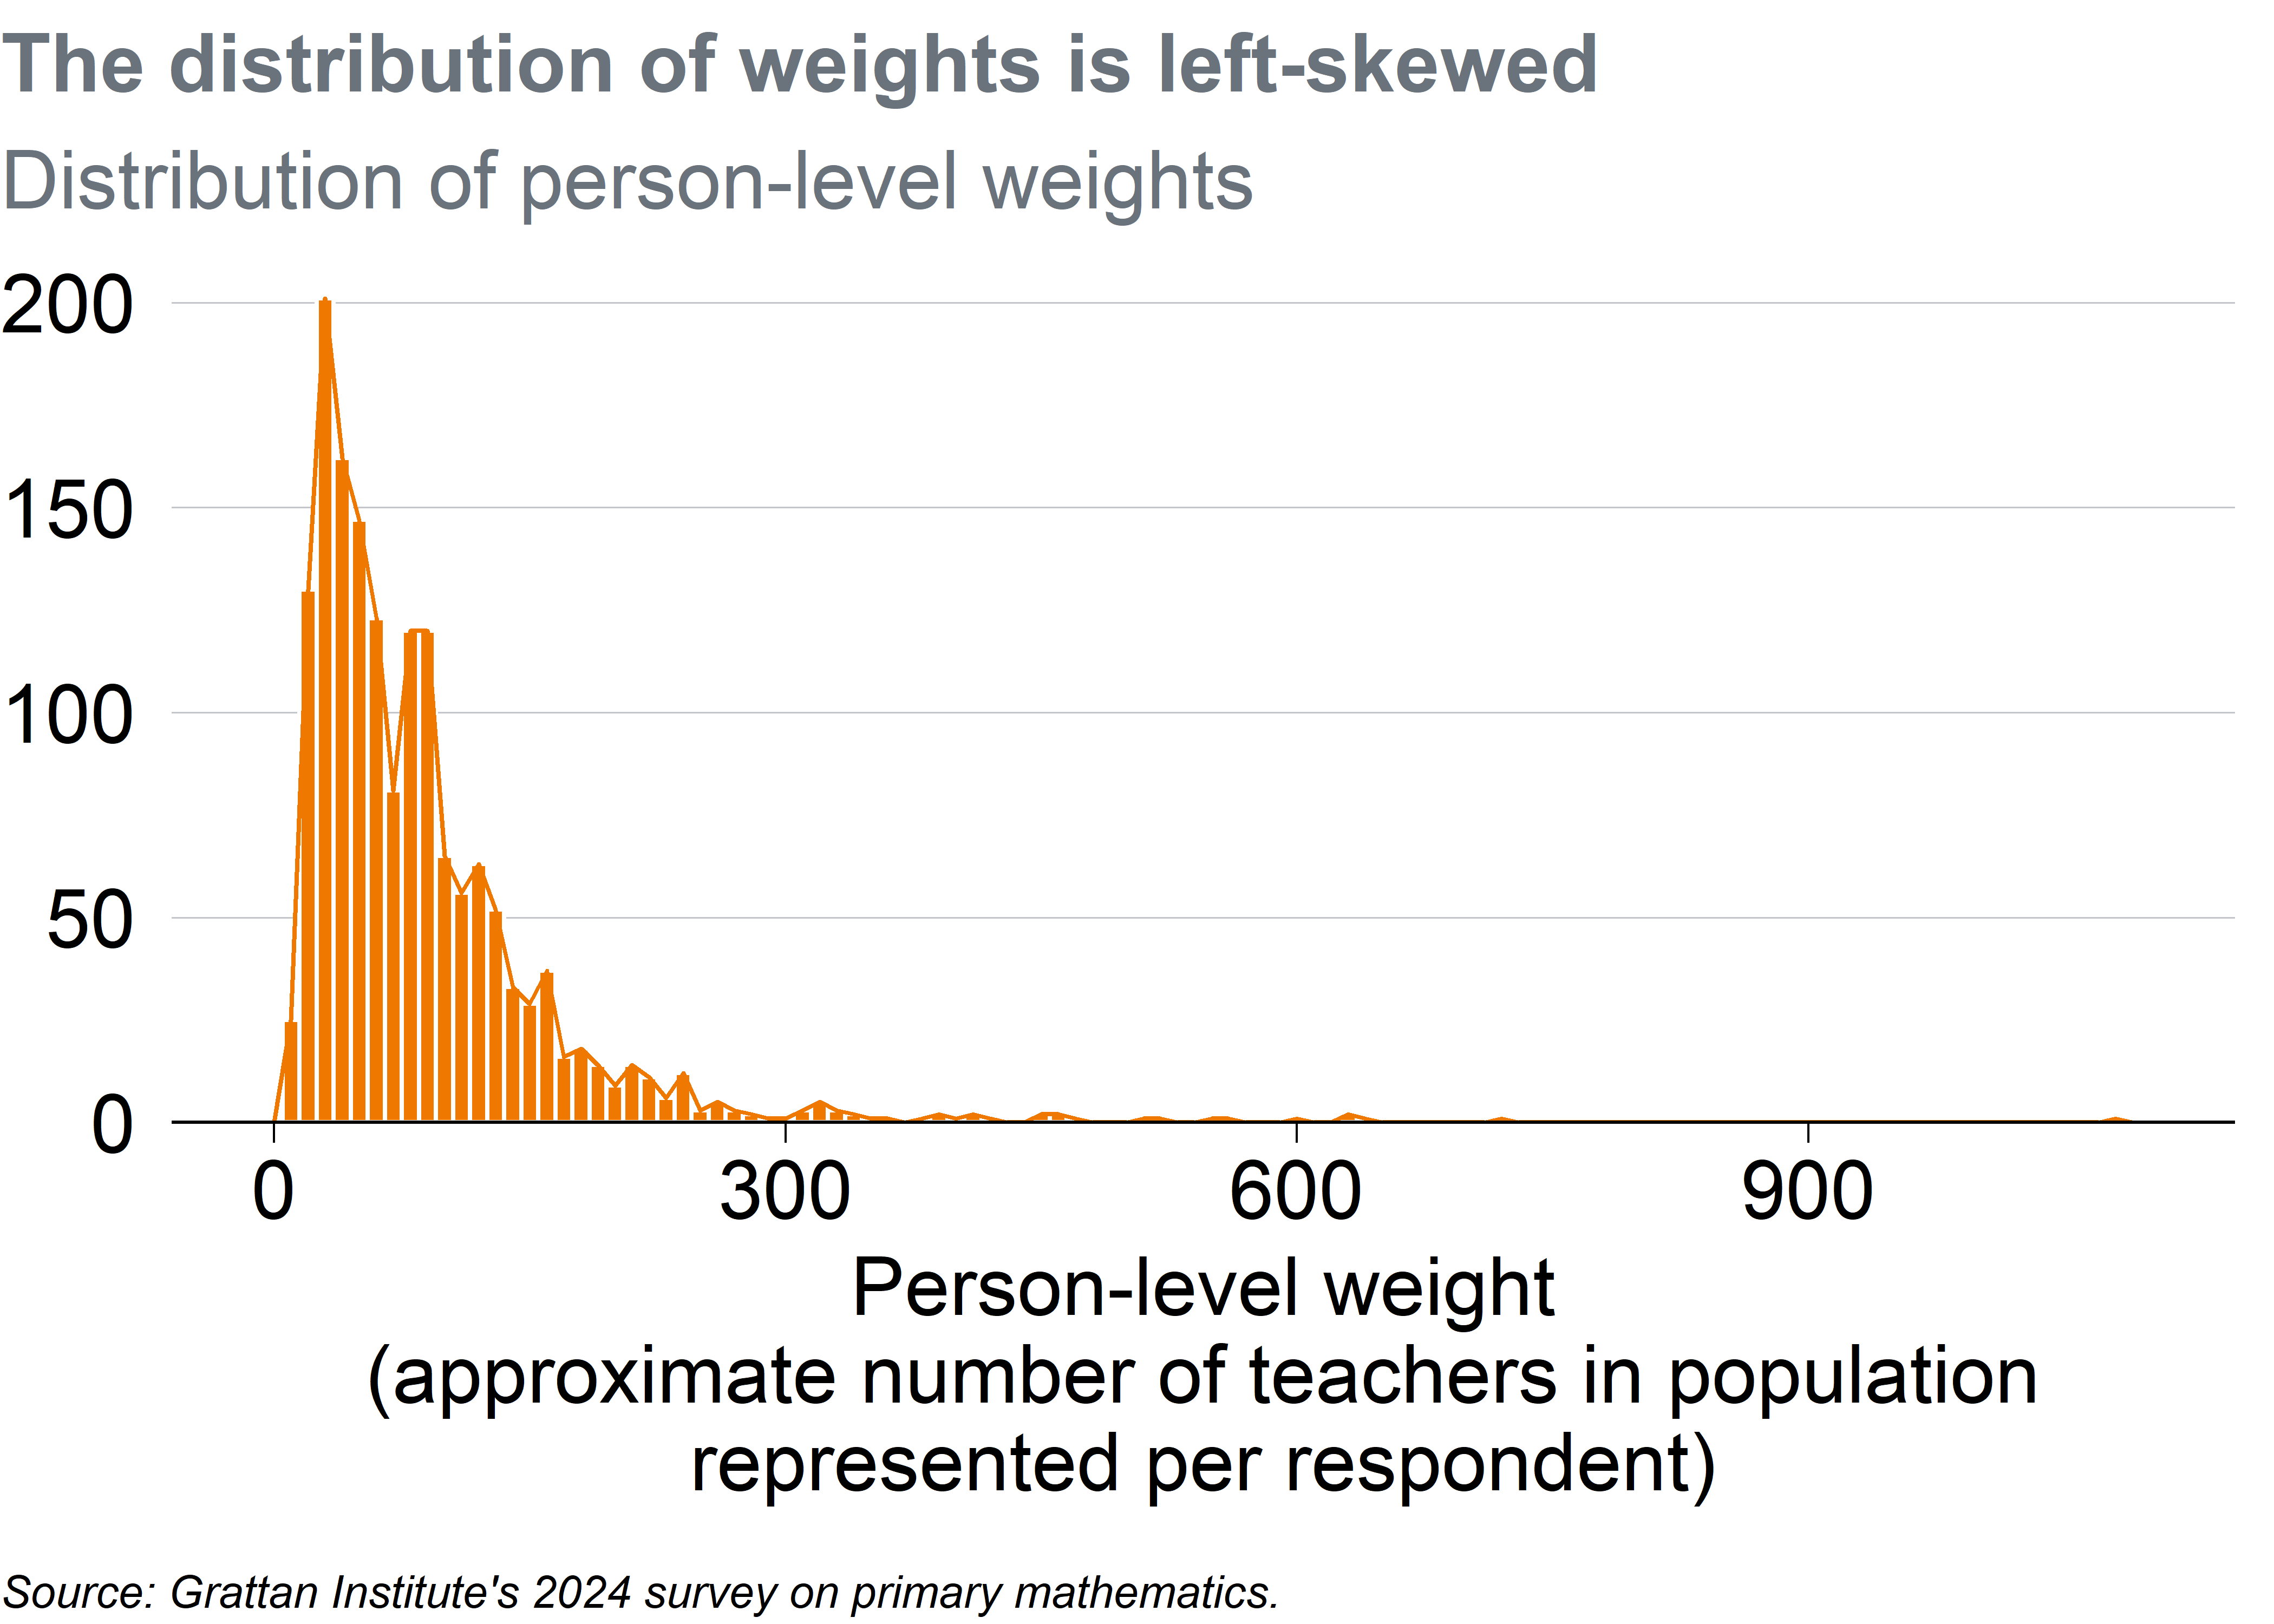 The distribution of weights is left-skewed
Distribution of person-level weights
200
150
100
50
0
0 300 600 900
Person-level weight
(approximate number of teachers in population
represented per respondent)
Source: Grattan Institute's 2024 survey on primary mathematics.